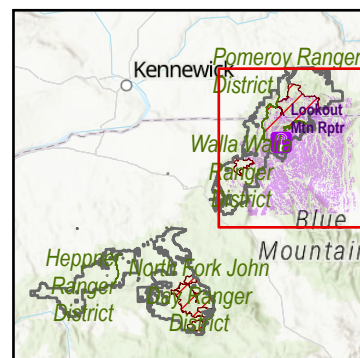 Pomeroy Ranger
District
Kennewick
Lookout
Mtn Rptr
Walla Walla
Ranger
District
Blue
Mountain
Heppner
Ranger
District
North Fork John
Day Ranger
District